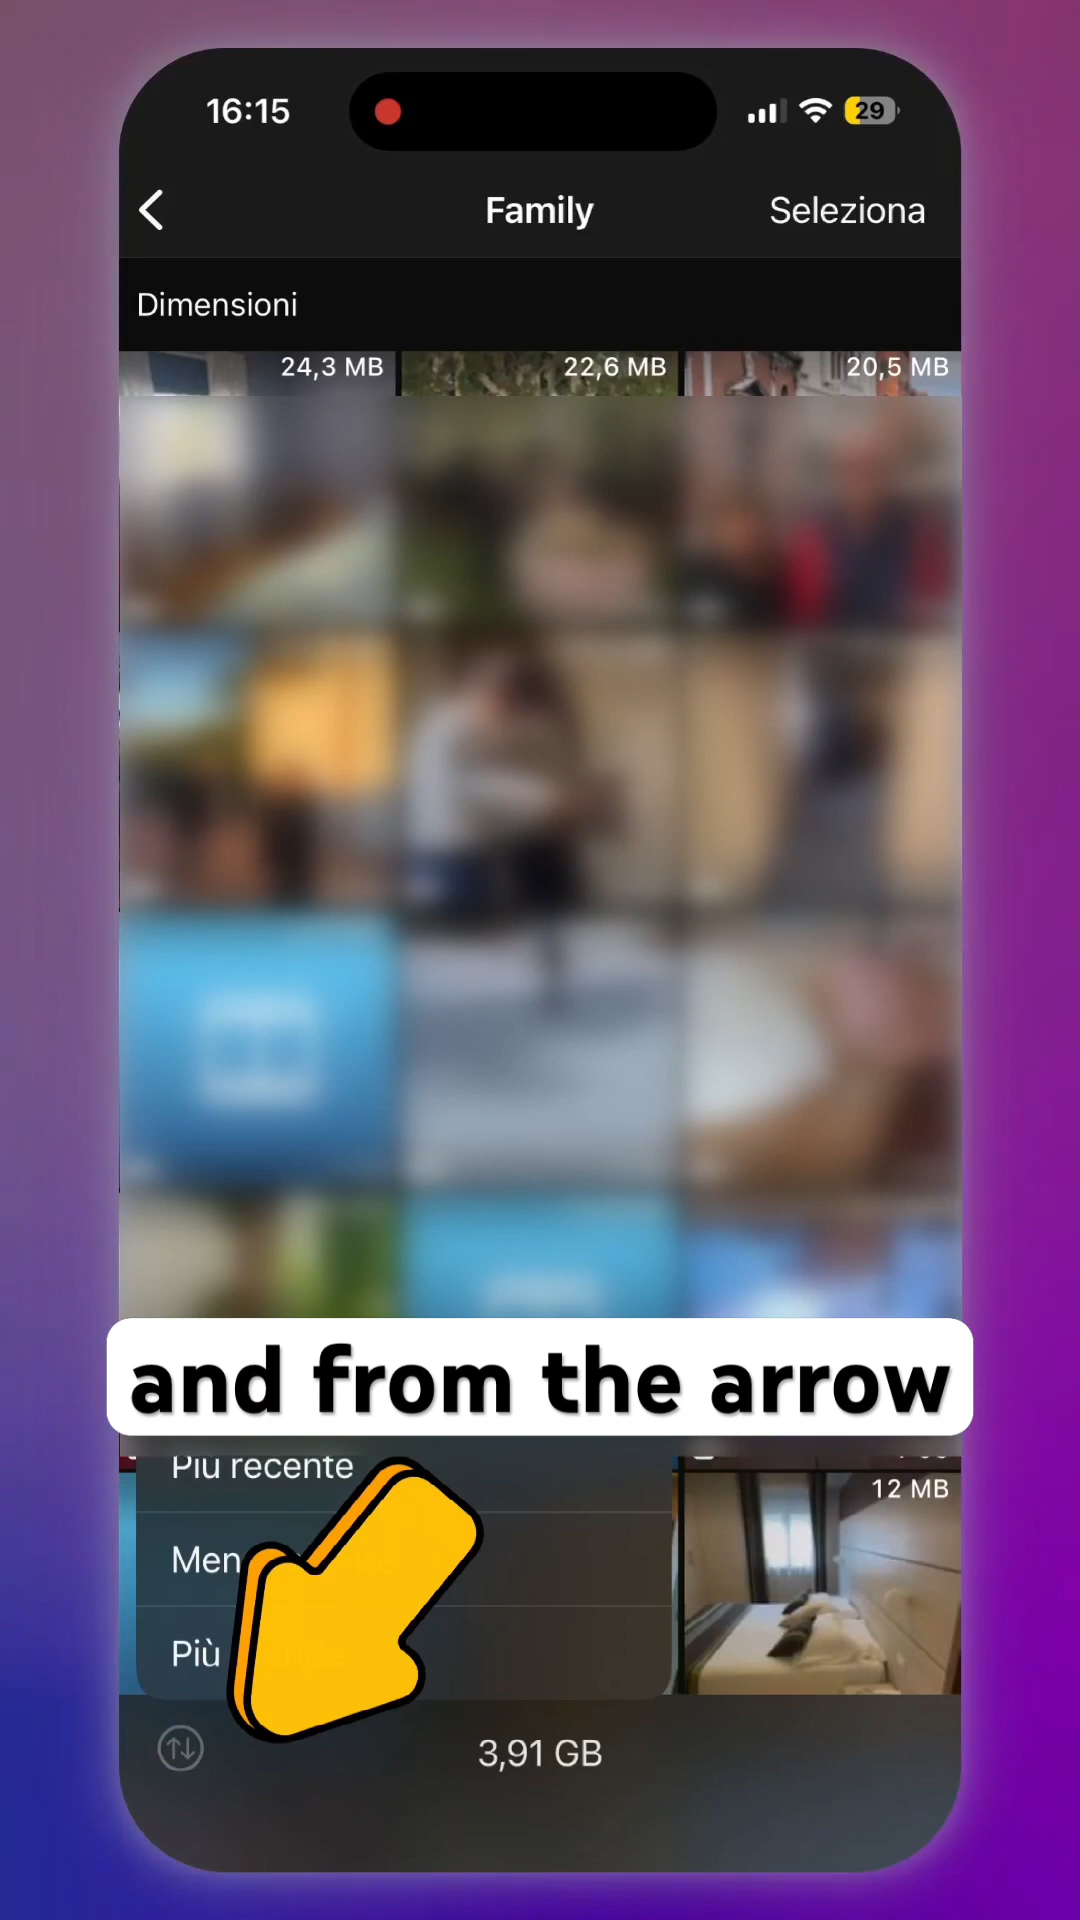 16:15
29
Family
Seleziona
Dimensioni
24,3 MB
22,6 MB
20,5 MB
and from the arrow
Più recente
12 MB
Men
Più
3,91 GB